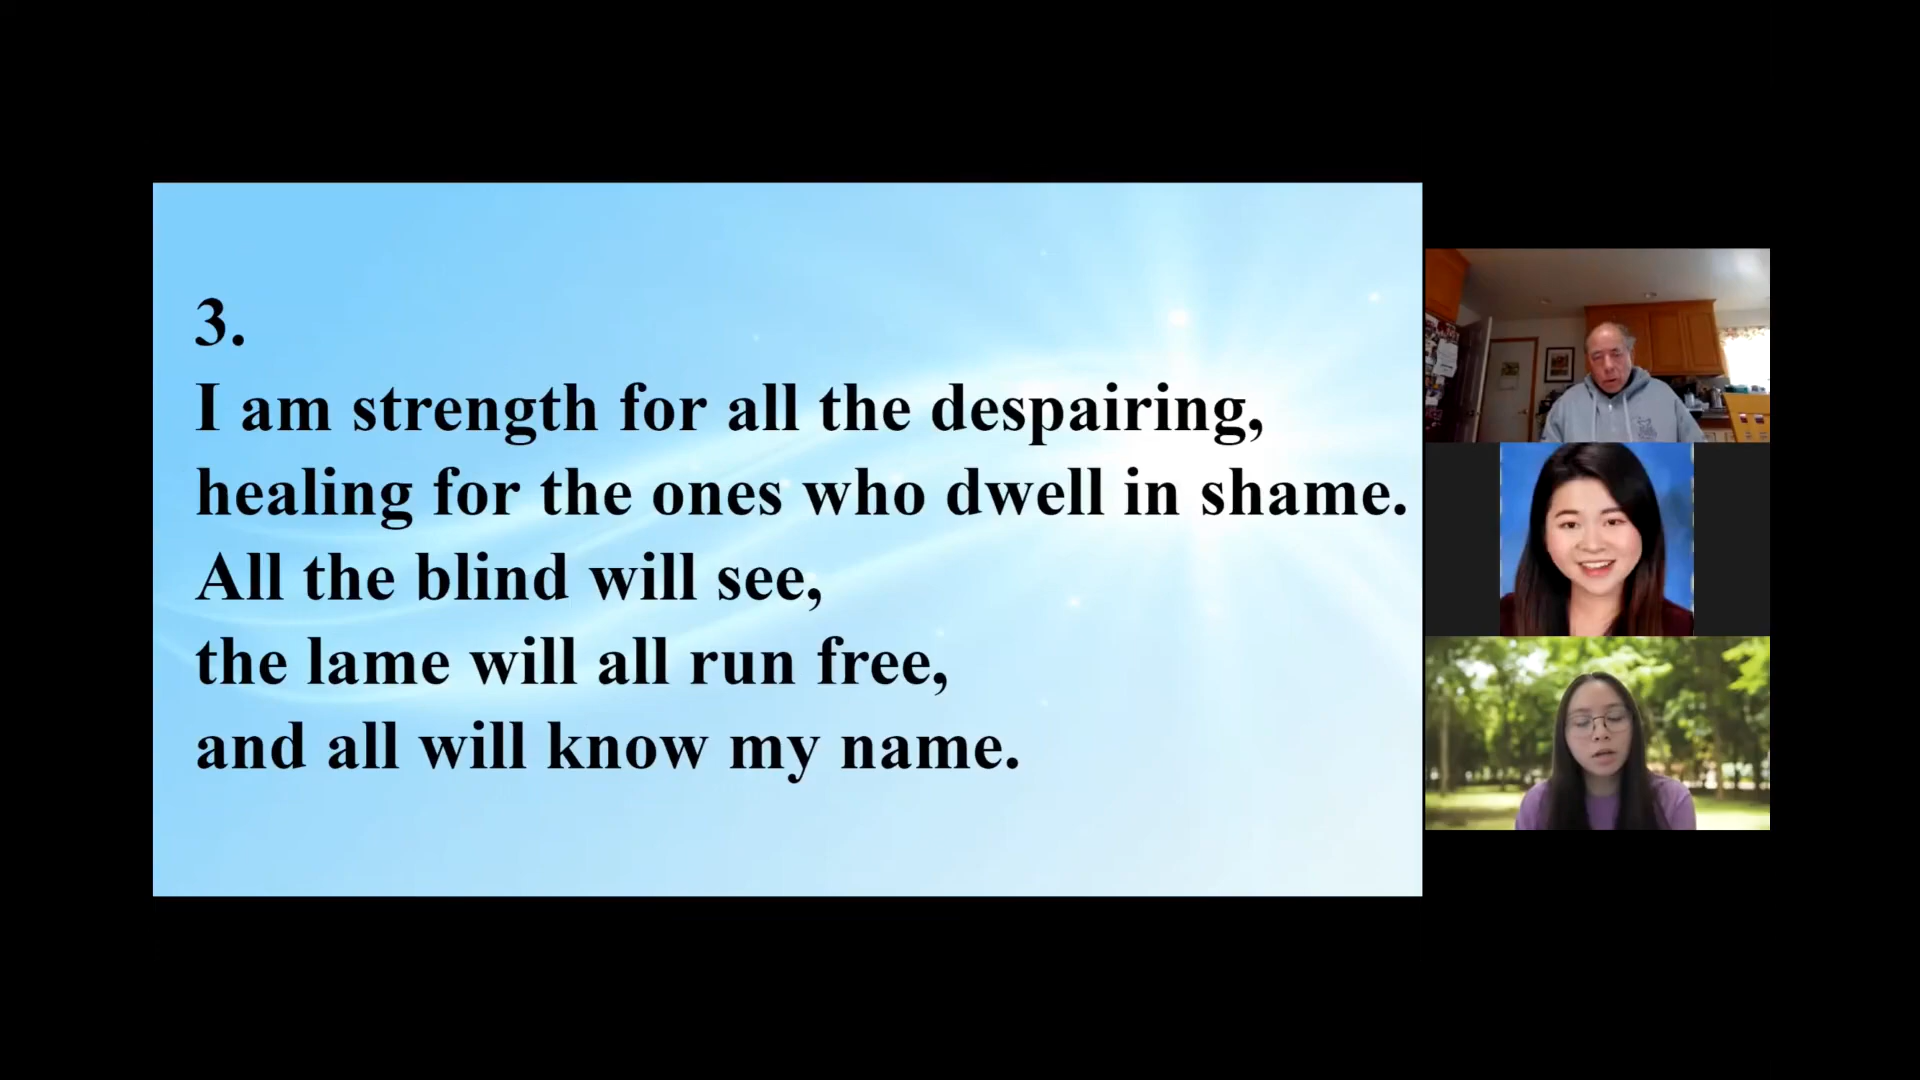 3.
I am strength for all the despairing,
healing for the ones who dwell in shame.
All the blind will see,
the lame will all run free,
and all will know my name.